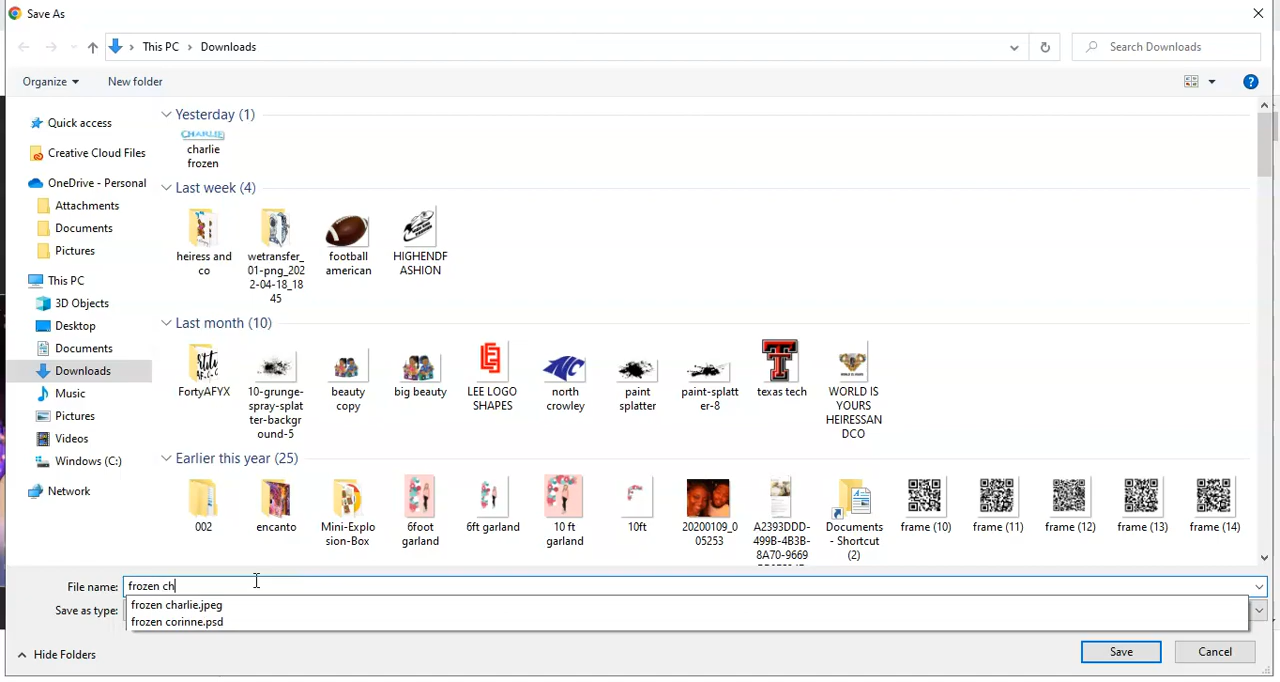 Save As
This PC > Downloads
Search Downloads
Organize
New folder
Quick access
Creative Cloud Files
OneDrive - Personal
Attachments
Documents
Pictures
This PC
3D Objects
Desktop
Documents
Downloads
Music
Pictures
Videos
Windows (C:)
Network
Yesterday (1)
CHARLIE
charlie
frozen
Last week (4)
heiress and
co
wetransfer_
01-png_202
2-04-18_18
45
football
american
HIGHENDF
ASHION
Last month (10)
FortyAFYX
10-grunge-
spray-splat
ter-backgr
ound-5
beauty
copy
big beauty
LEE LOGO
SHAPES
north
crowley
paint
splatter
paint-splatt
er-8
texas tech
WORLD IS
YOURS
HEIRESSAN
DCO
Earlier this year (25)
002
encanto
Mini-Explo
sion-Box
6foot
garland
6ft garland
10 ft
garland
10ft
20200109_0
05253
A2393DDD-
499B-4B3B-
8A70-9669
Documents
- Shortcut
(2)
frame (10)
frame (11)
frame (12)
frame (13)
frame (14)
File name:
frozen ch
Save as type:
frozen charlie.jpeg
frozen corinne.psd
Hide Folders
Save
Cancel